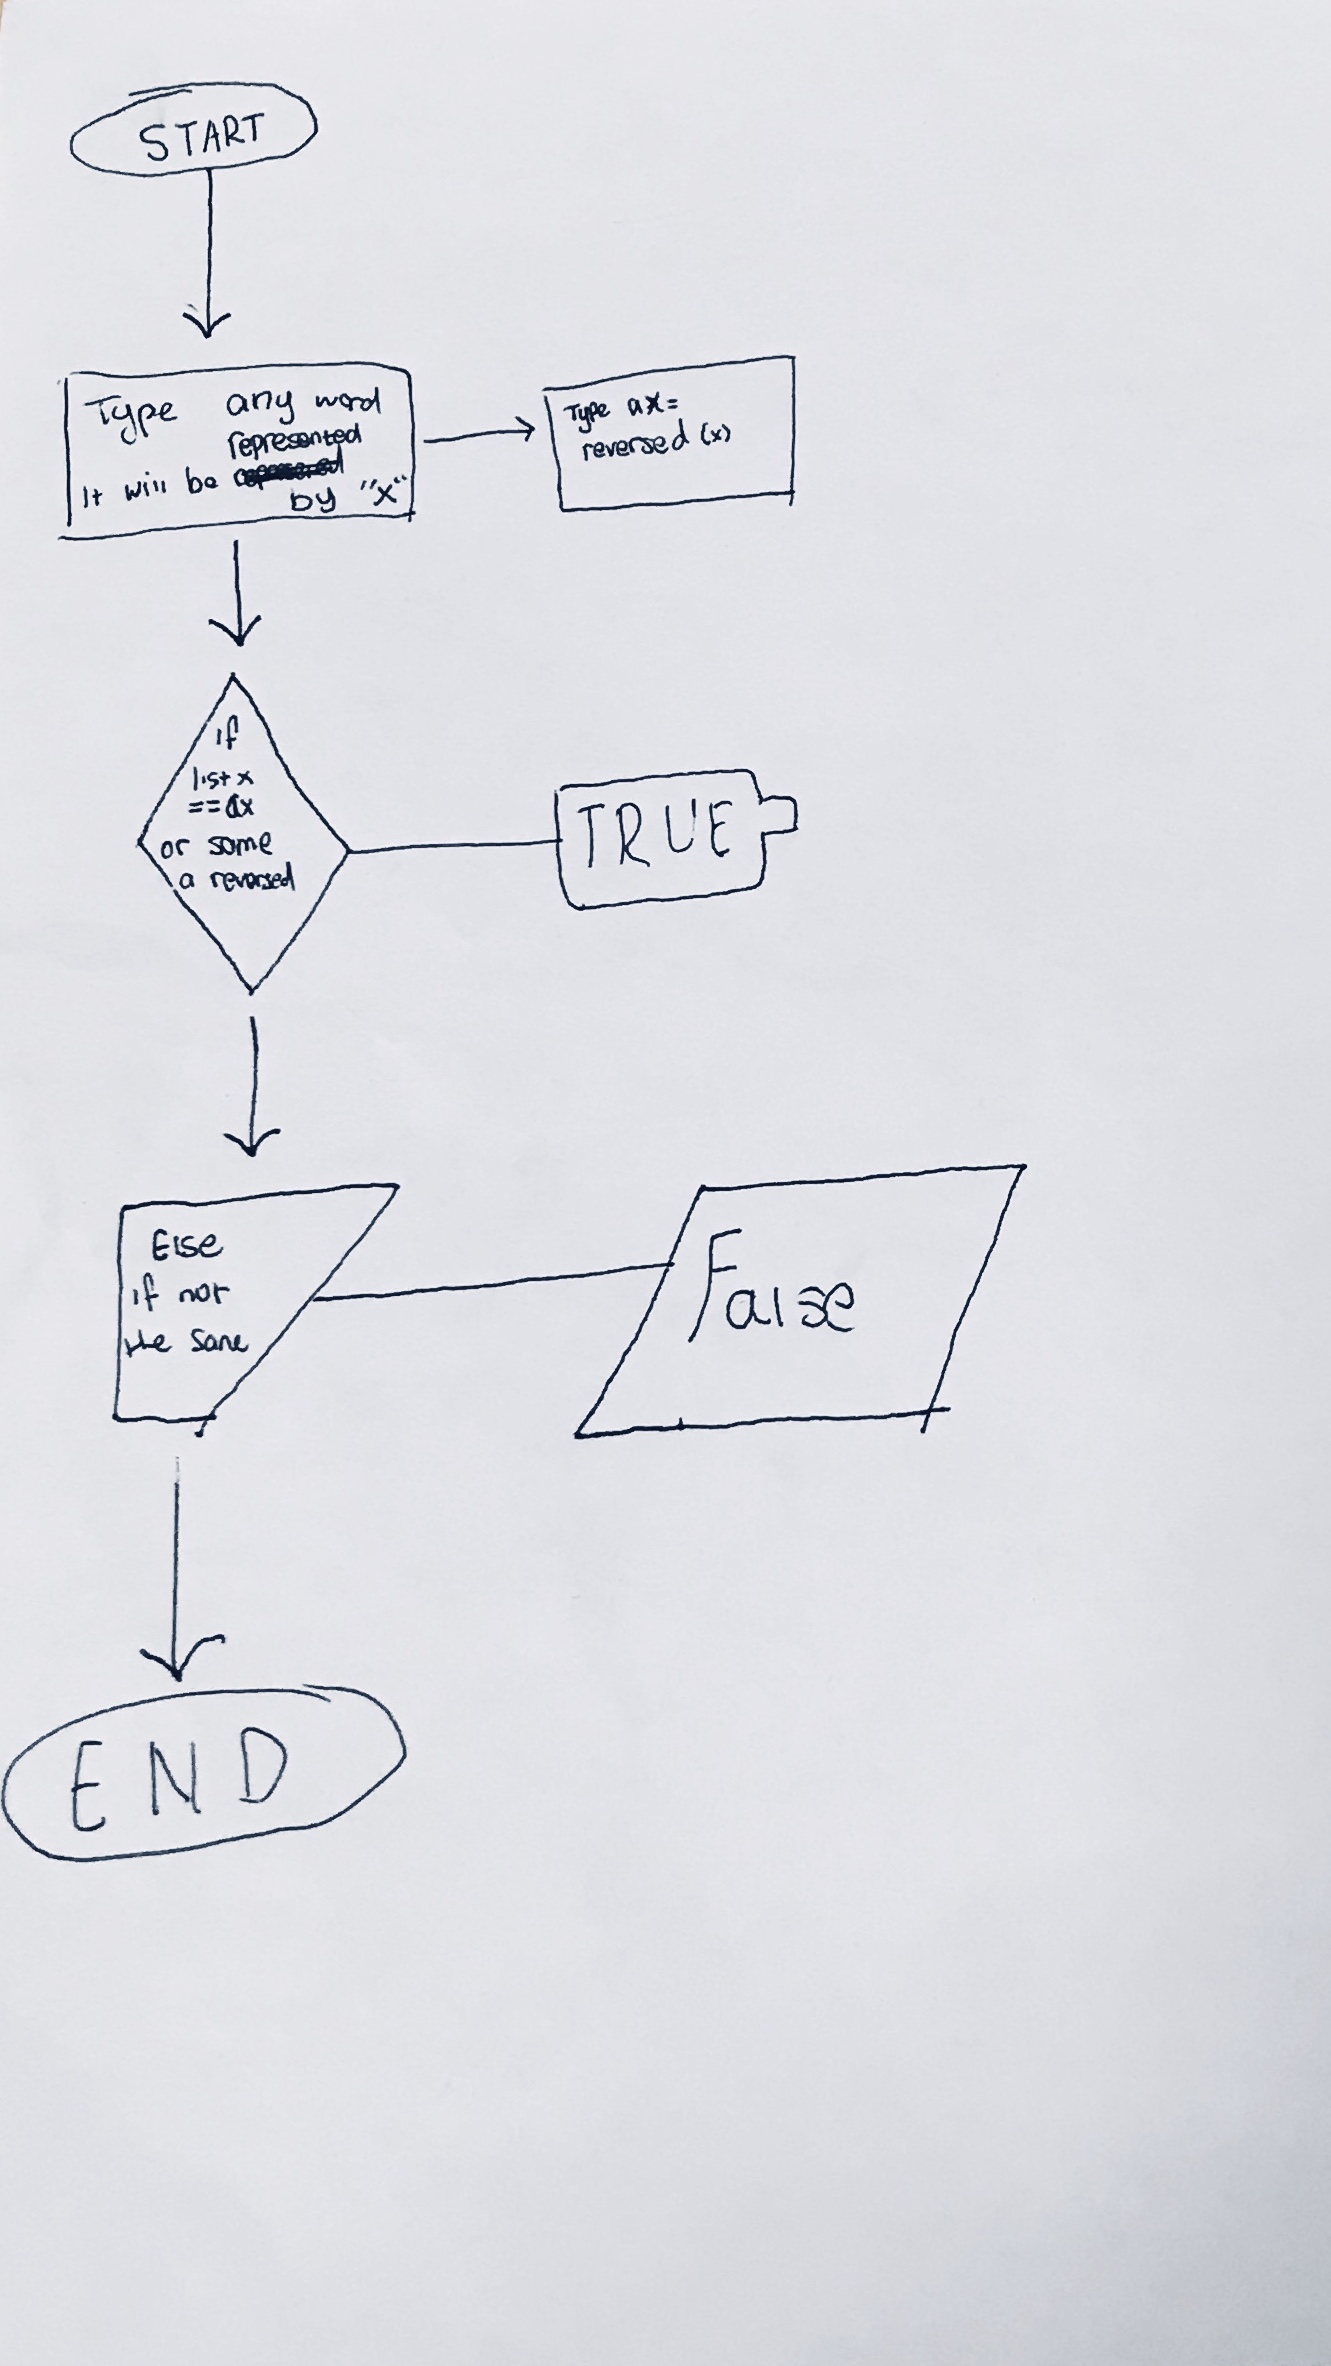 START
Type any word
represented
It will be
by "x"
Type ax=
reversed (x)
if
list x
==ax
or same
a reversed
TRUE
Else
if not
the same
False
END